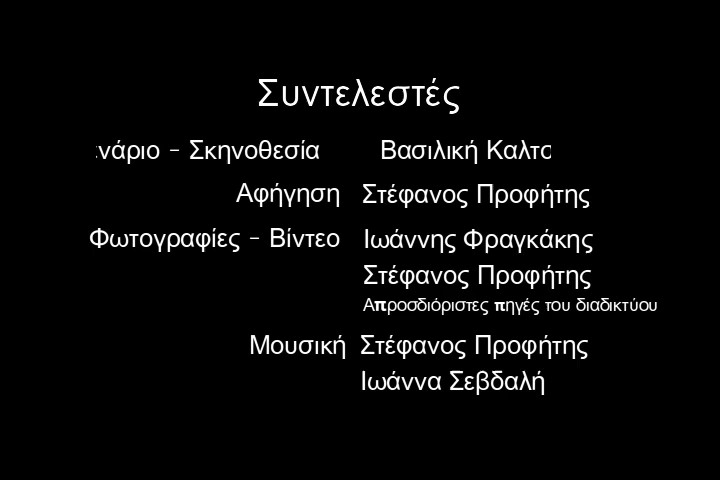 Συντελεστές
Σκηνοθεσία Βασιλική
Αφήγηση Στέφανος Προφήτης
Φωτογραφίες - Βίντεο Ιωάννης Φραγκάκης
Στέφανος Προφήτης
Απροσδιόριστες πηγές του διαδικτύου
Μουσική Στέφανος Προφήτης
Ιωάννα Σεβδαλή